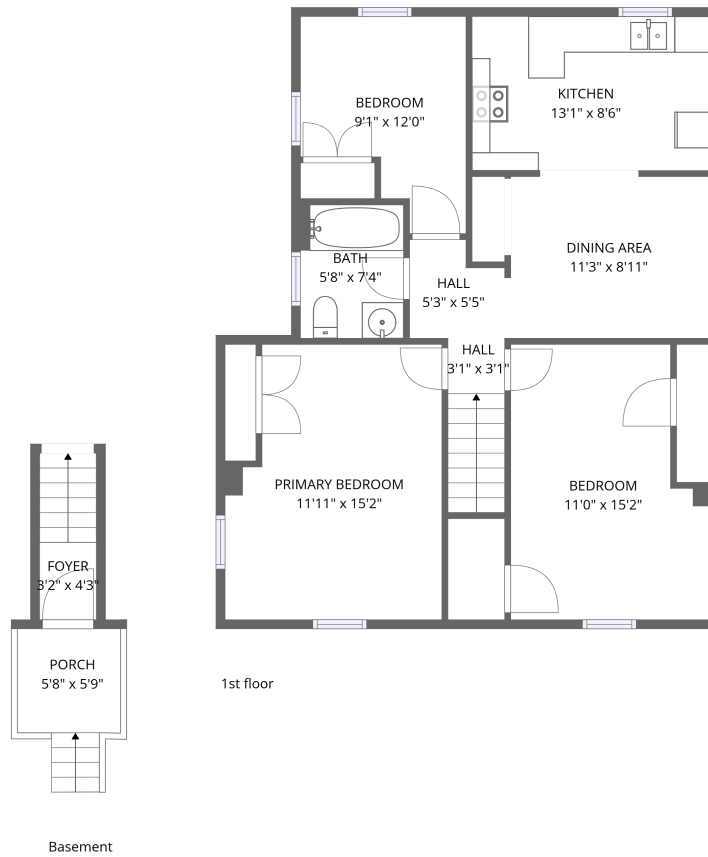 BEDROOM
9'1" x 12'0"
KITCHEN
13'1" x 8'6"
BATH
5'8" x 7'4"
HALL
5'3" x 5'5"
DINING AREA
11'3" x 8'11"
HALL
3'1" x 3'1"
PRIMARY BEDROOM
11'11" x 15'2"
BEDROOM
11'0" x 15'2"
FOYER
3'2" x 4'3"
PORCH
5'8" x 5'9"
1st floor
Basement